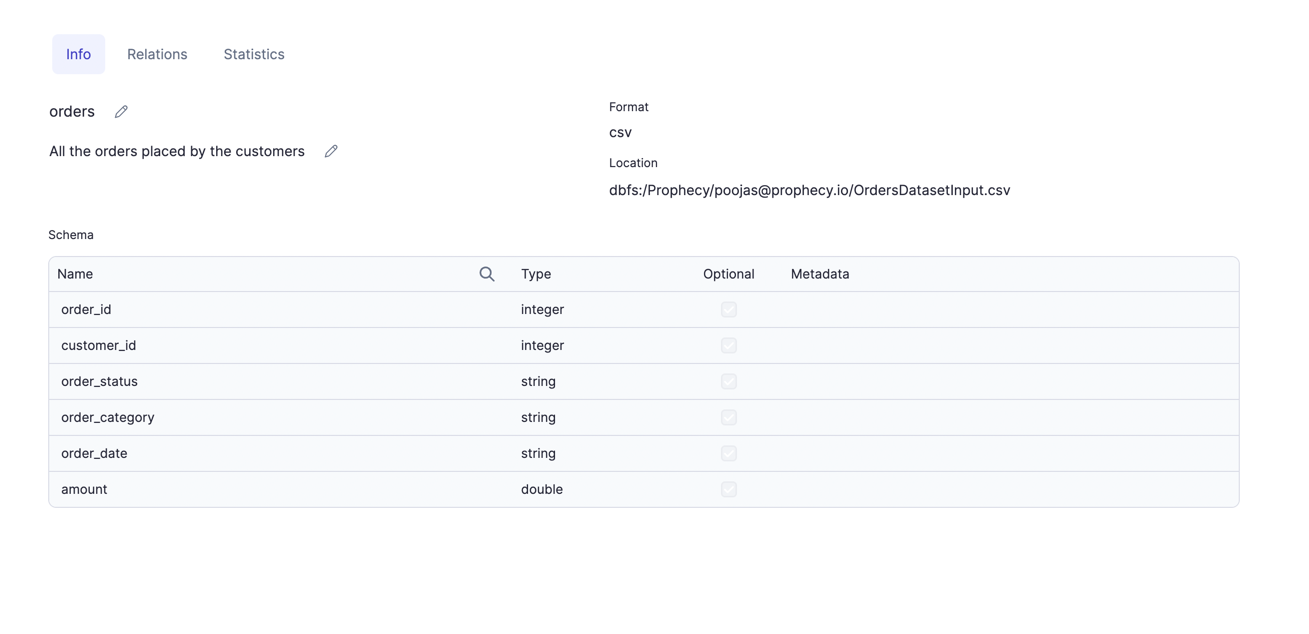 Info Relations Statistics
orders
All the orders placed by the customers
Format
csv
Location
dbfs:/Prophecy/poojas@prophecy.io/OrdersDatasetInput.csv
Schema
Name Type Optional Metadata
order_id integer
customer_id integer
order_status string
order_category string
order_date string
amount double